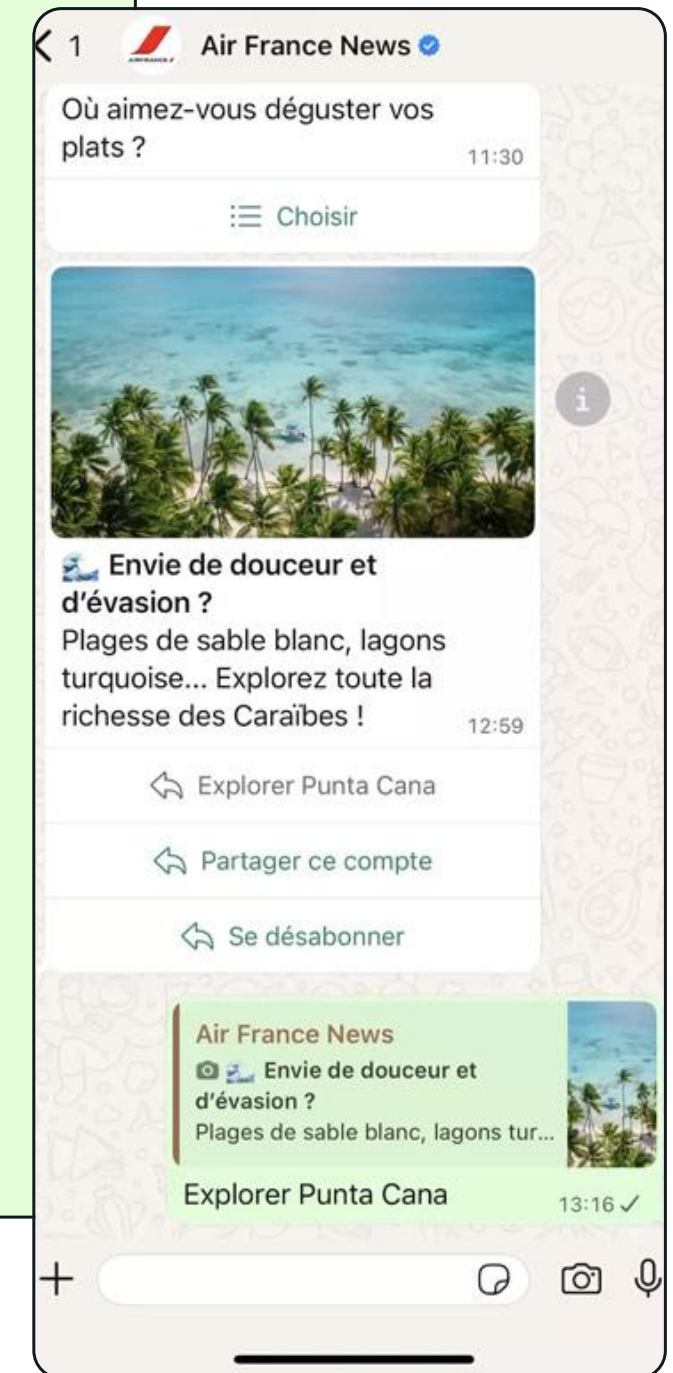 1
Air France News
Où aimez-vous déguster vos
plats ?
11:30
Choisir
i
🌊 Envie de douceur et
d’évasion ?
Plages de sable blanc, lagons
turquoise... Explorez toute la
richesse des Caraïbes !
12:59
Explorer Punta Cana
Partager ce compte
Se désabonner
Air France News
🌊 Envie de douceur et
d’évasion ?
Plages de sable blanc, lagons tur...
Explorer Punta Cana
13:16